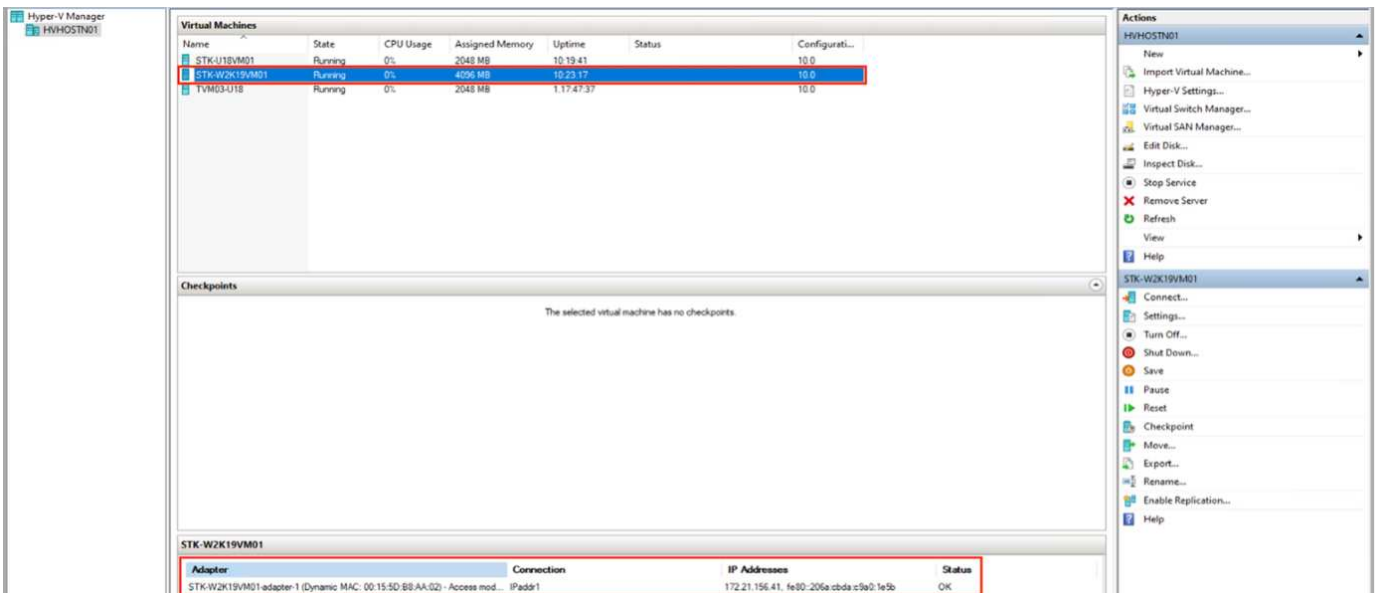 Hyper-V Manager
HVHOSTN01
Virtual Machines
Name State CPU Usage Assigned Memory Uptime Status Configurati...
STK-U18VM01 Running 0% 2048 MB 10:19:41 10.0
STK-W2K19VM01 Running 0% 4096 MB 10:23:17 10.0
TVM03-U18 Running 0% 2048 MB 1.17:47:37 10.0
Checkpoints
The selected virtual machine has no checkpoints.
STK-W2K19VM01
Adapter Connection IP Addresses Status
STK-W2K19VM01-adapter-1 (Dynamic MAC: 00:15:5D:B8:AA:02) - Access mod... IPaddr1 172.21.156.41, fe80::206a:cbda:c9a0:1e5b OK
Actions
HVHOSTN01
New
Import Virtual Machine...
Hyper-V Settings...
Virtual Switch Manager...
Virtual SAN Manager...
Edit Disk...
Inspect Disk...
Stop Service
Remove Server
Refresh
View
Help
STK-W2K19VM01
Connect...
Settings...
Turn Off...
Shut Down...
Save
Pause
Reset
Checkpoint
Move...
Export...
Rename...
Enable Replication...
Help